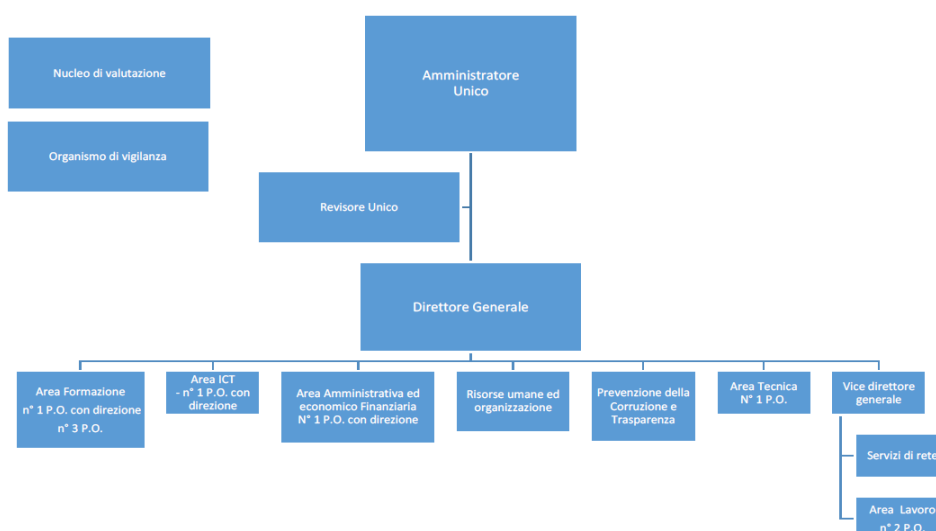 Nucleo di valutazione
Amministratore
Unico
Organismo di vigilanza
Revisore Unico
Direttore Generale
Area Formazione
n° 1 P.O. con direzione
n° 3 P.O.
Area ICT
- n° 1 P.O. con
direzione
Area Amministrativa ed
economico Finanziaria
N° 1 P.O. con direzione
Risorse umane ed
organizzazione
Prevenzione della
Corruzione e
Trasparenza
Area Tecnica
N° 1 P.O.
Vice direttore
generale
Servizi di rete
Area Lavoro
n° 2 P.O.